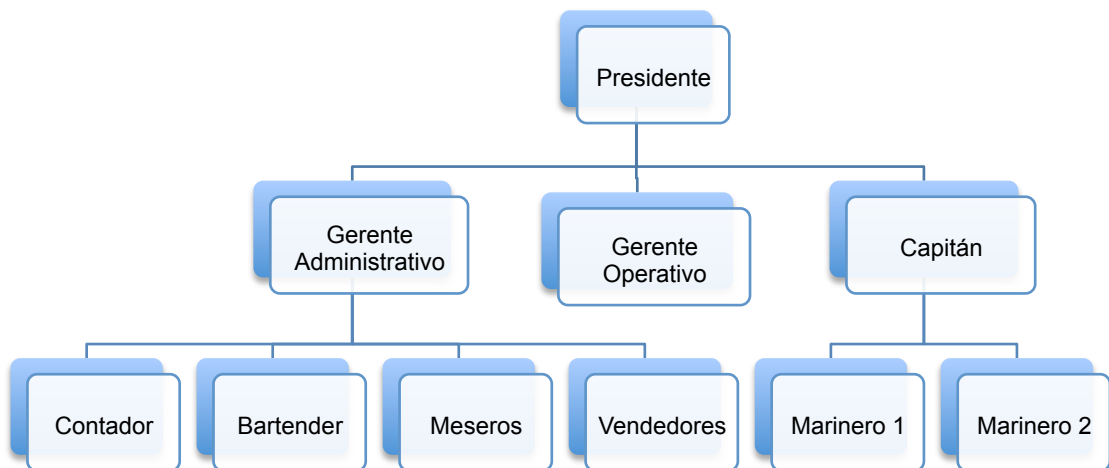 Presidente
Gerente
Administrativo
Gerente
Operativo
Capitán
Contador
Bartender
Meseros
Vendedores
Marinero 1
Marinero 2